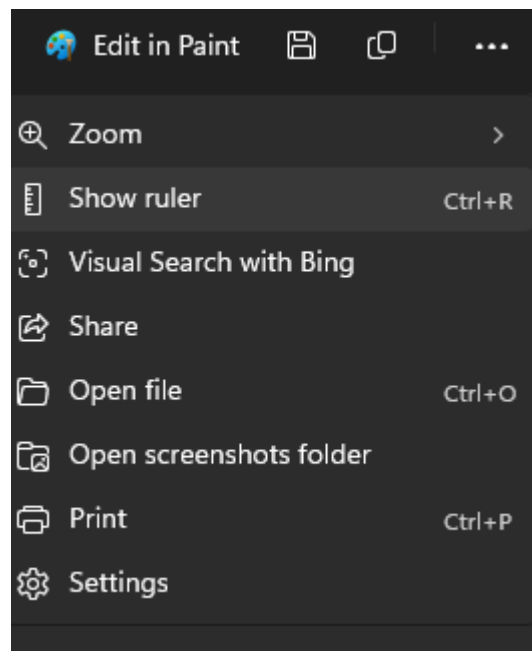 Edit in Paint
Zoom
Show ruler Ctrl+R
Visual Search with Bing
Share
Open file Ctrl+O
Open screenshots folder
Print Ctrl+P
Settings